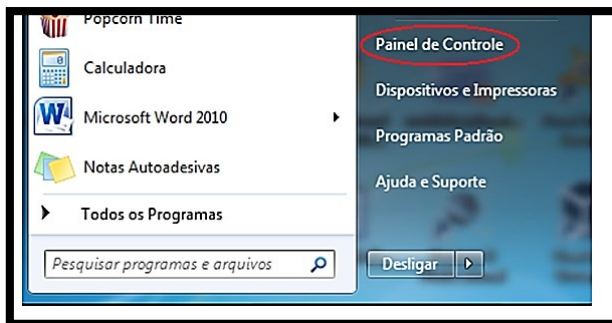 Popcorn Time
Calculadora
Microsoft Word 2010
Notas Autoadesivas
Todos os Programas
Pesquisar programas e arquivos
Painel de Controle
Dispositivos e Impressoras
Programas Padrão
Ajuda e Suporte
Desligar